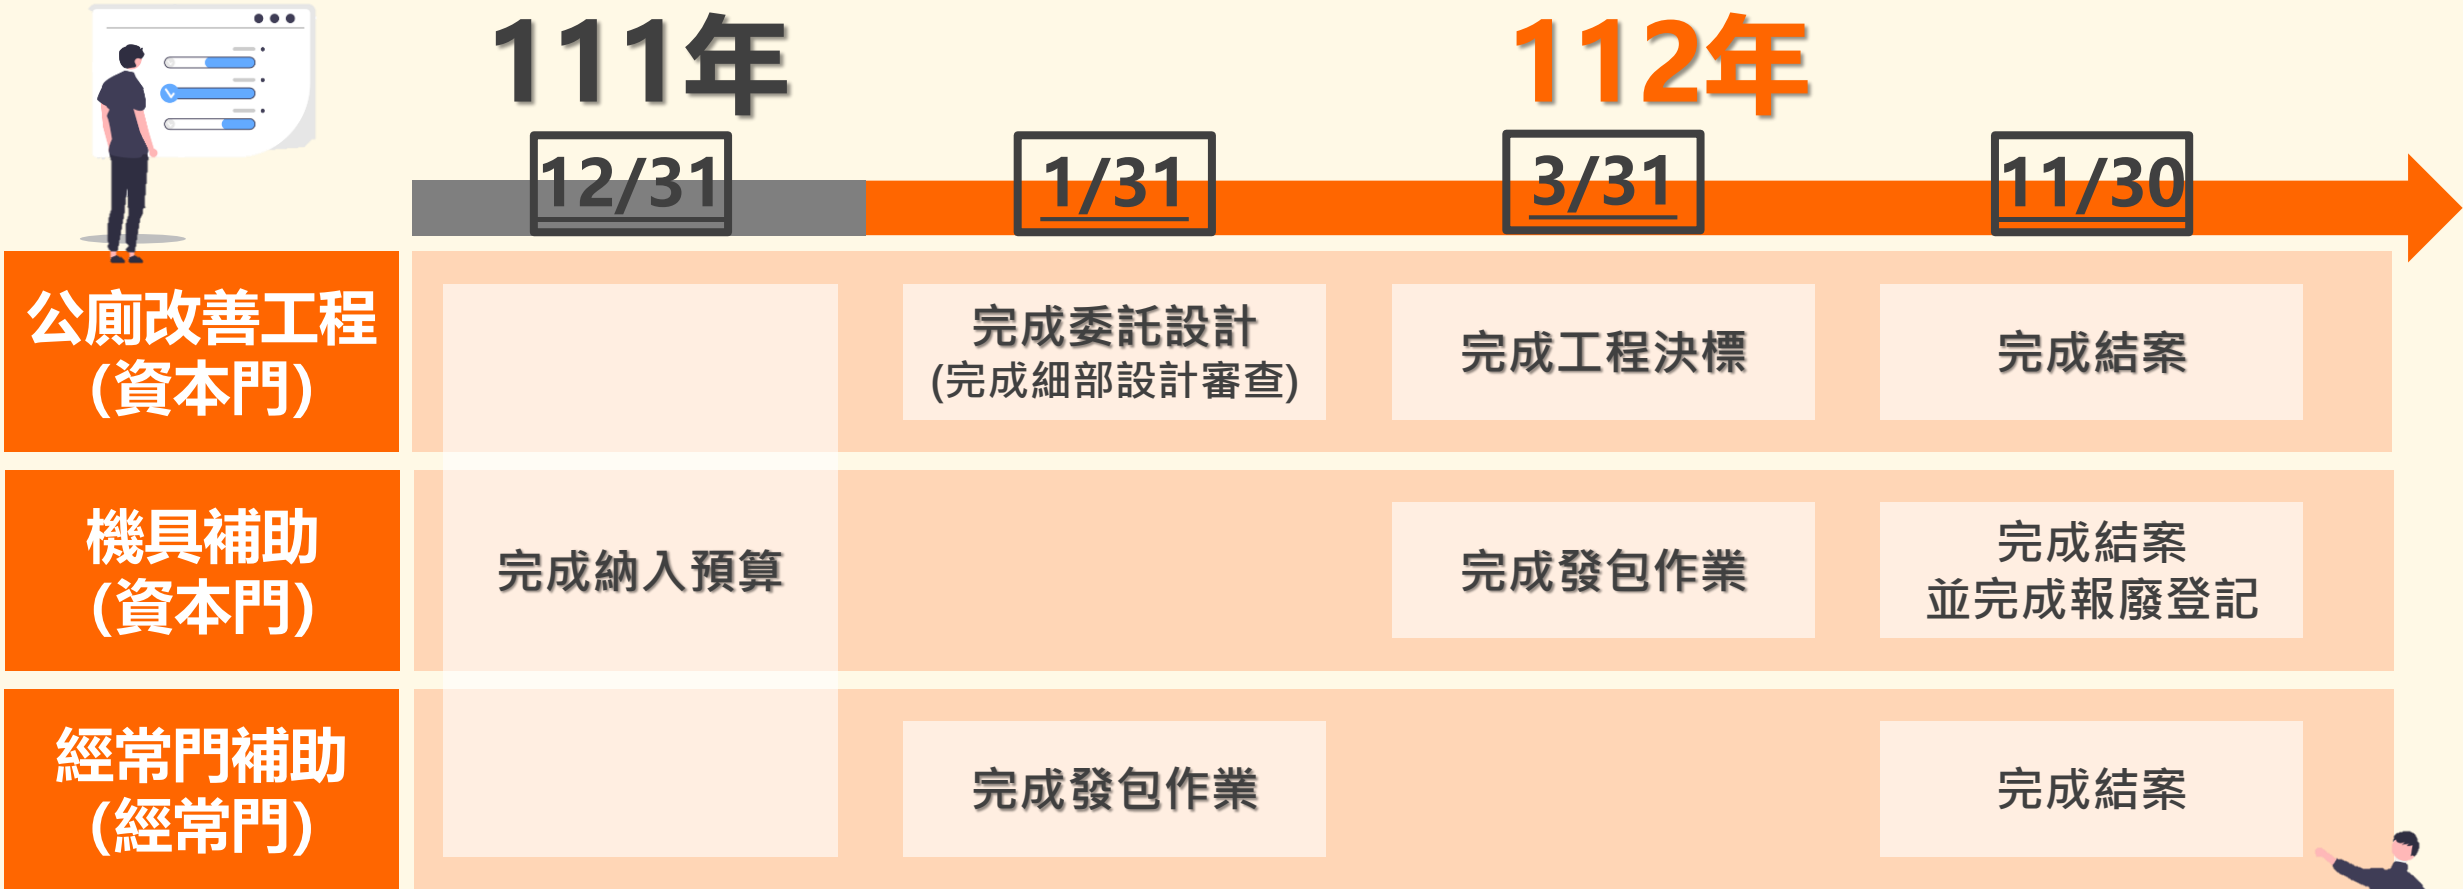 111年
112年
12/31
1/31
3/31
11/30
公廁改善工程
(資本門)
完成委託設計
(完成細部設計審查)
完成工程決標
完成結案
機具補助
(資本門)
完成納入預算
完成發包作業
完成結案
並完成報廢登記
經常門補助
(經常門)
完成發包作業
完成結案